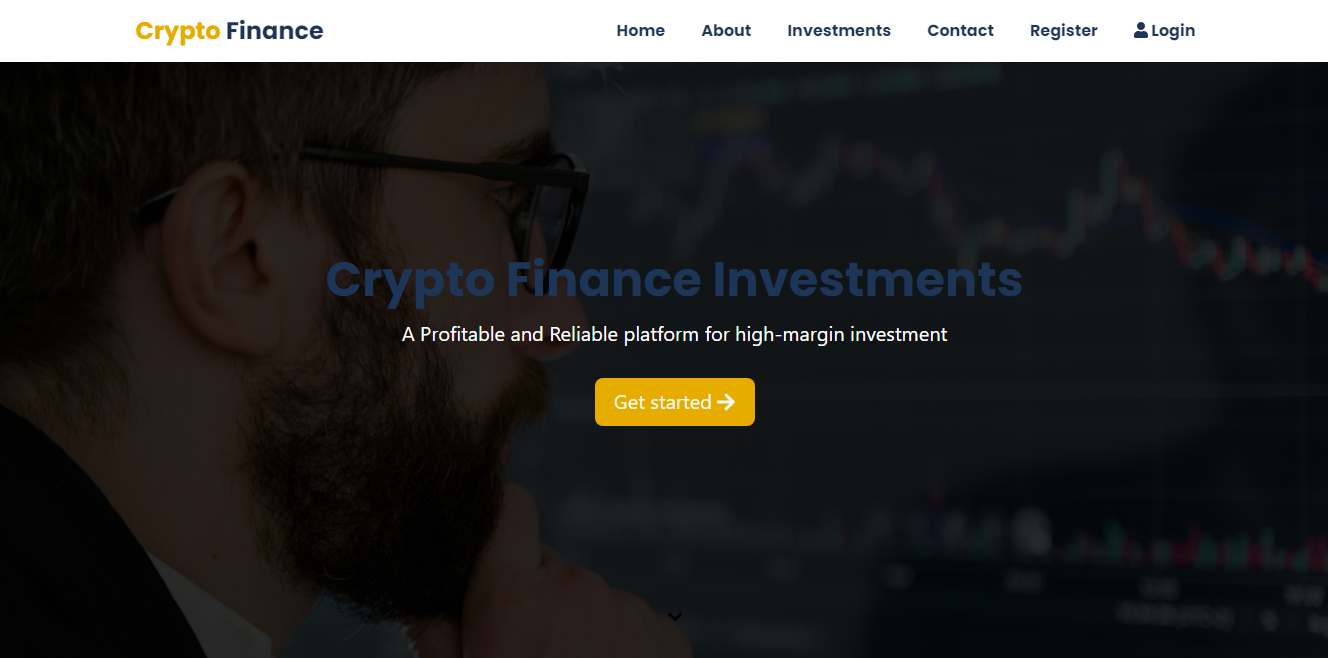 Crypto Finance
Home About Investments Contact Register Login
Crypto Finance Investments
A Profitable and Reliable platform for high-margin investment
Get started